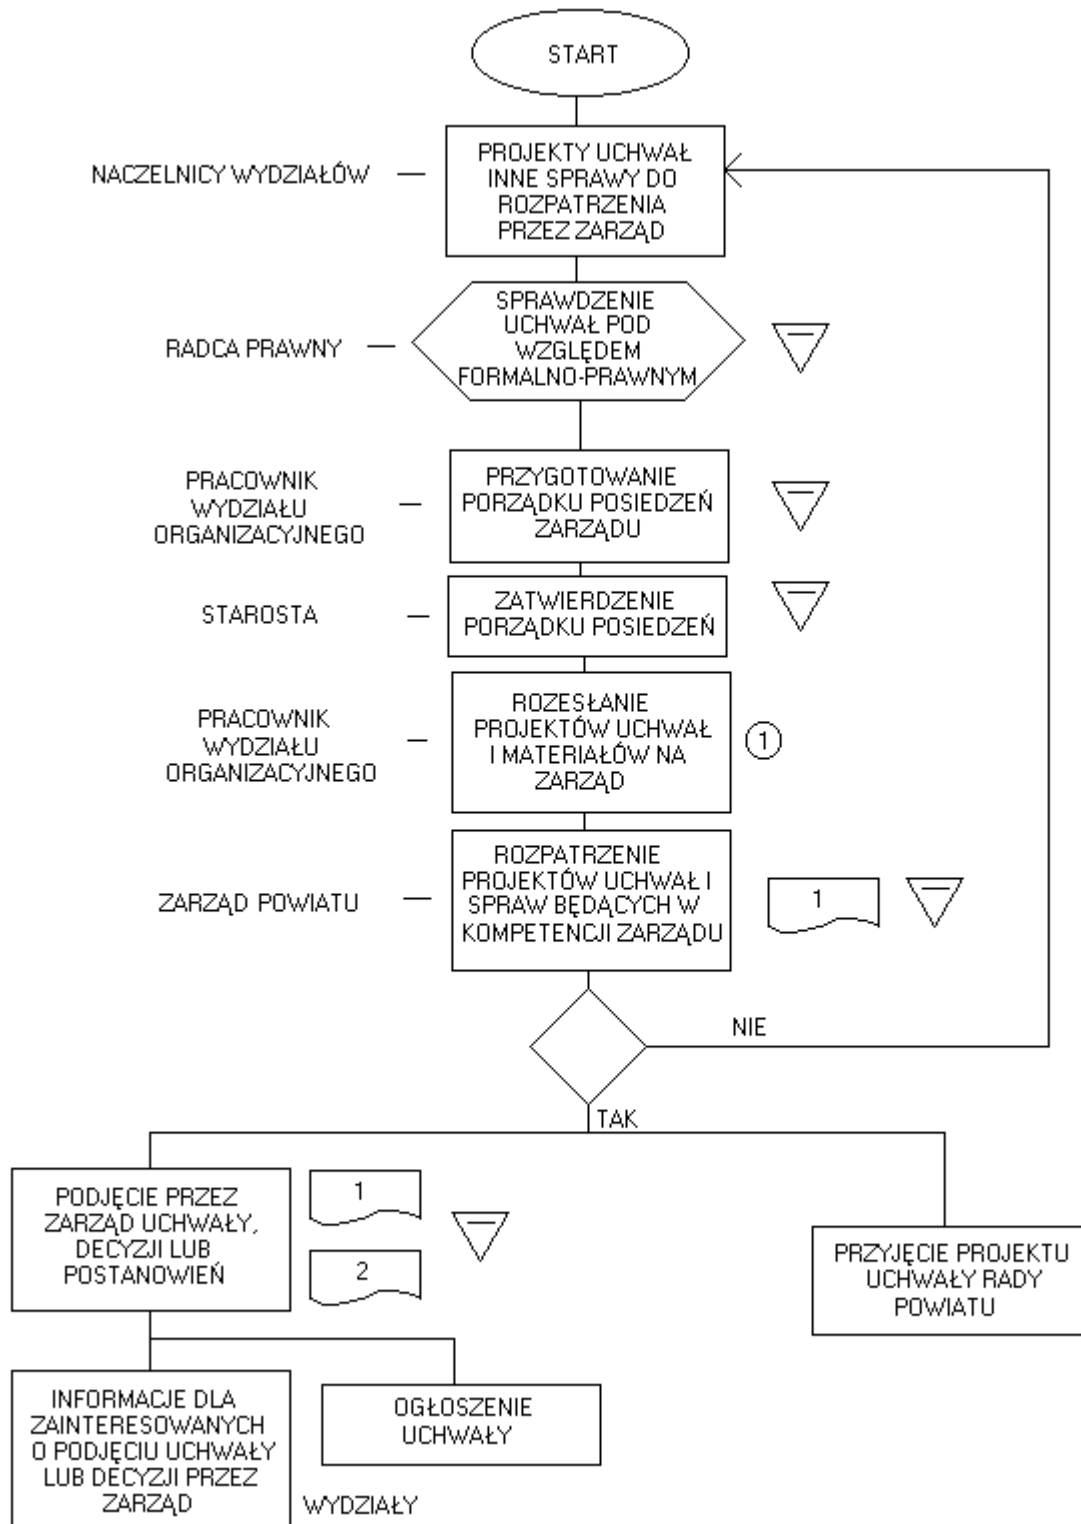 START
NACZELNICY WYDZIAŁÓW
PROJEKTY UCHWAŁ
INNE SPRAWY DO
ROZPATRZENIA
PRZEZ ZARZĄD
RADCA PRAWNY
SPRAWDZENIE
UCHWAŁ POD
WZGLĘDEM
FORMALNO-PRAWNYM
PRACOWNIK
WYDZIAŁU
ORGANIZACYJNEGO
PRZYGOTOWANIE
PORZĄDKU POSIEDZEŃ
ZARZĄDU
STAROSTA
ZATWIERDZENIE
PORZĄDKU POSIEDZEŃ
PRACOWNIK
WYDZIAŁU
ORGANIZACYJNEGO
ROZESŁANIE
PROJEKTÓW UCHWAŁ
I MATERIAŁÓW NA
ZARZĄD
1
ZARZĄD POWIATU
ROZPATRZENIE
PROJEKTÓW UCHWAŁ I
SPRAW BĘDĄCYCH W
KOMPETENCJI ZARZĄDU
1
NIE
TAK
PODJĘCIE PRZEZ
ZARZĄD UCHWAŁY,
DECYZJI LUB
POSTANOWIEŃ
1
2
PRZYJĘCIE PROJEKTU
UCHWAŁY RADY
POWIATU
INFORMACJE DLA
ZAINTERESOWANYCH
O PODJĘCIU UCHWAŁY
LUB DECYZJI PRZEZ
ZARZĄD
WYDZIAŁY
OGŁOSZENIE
UCHWAŁY